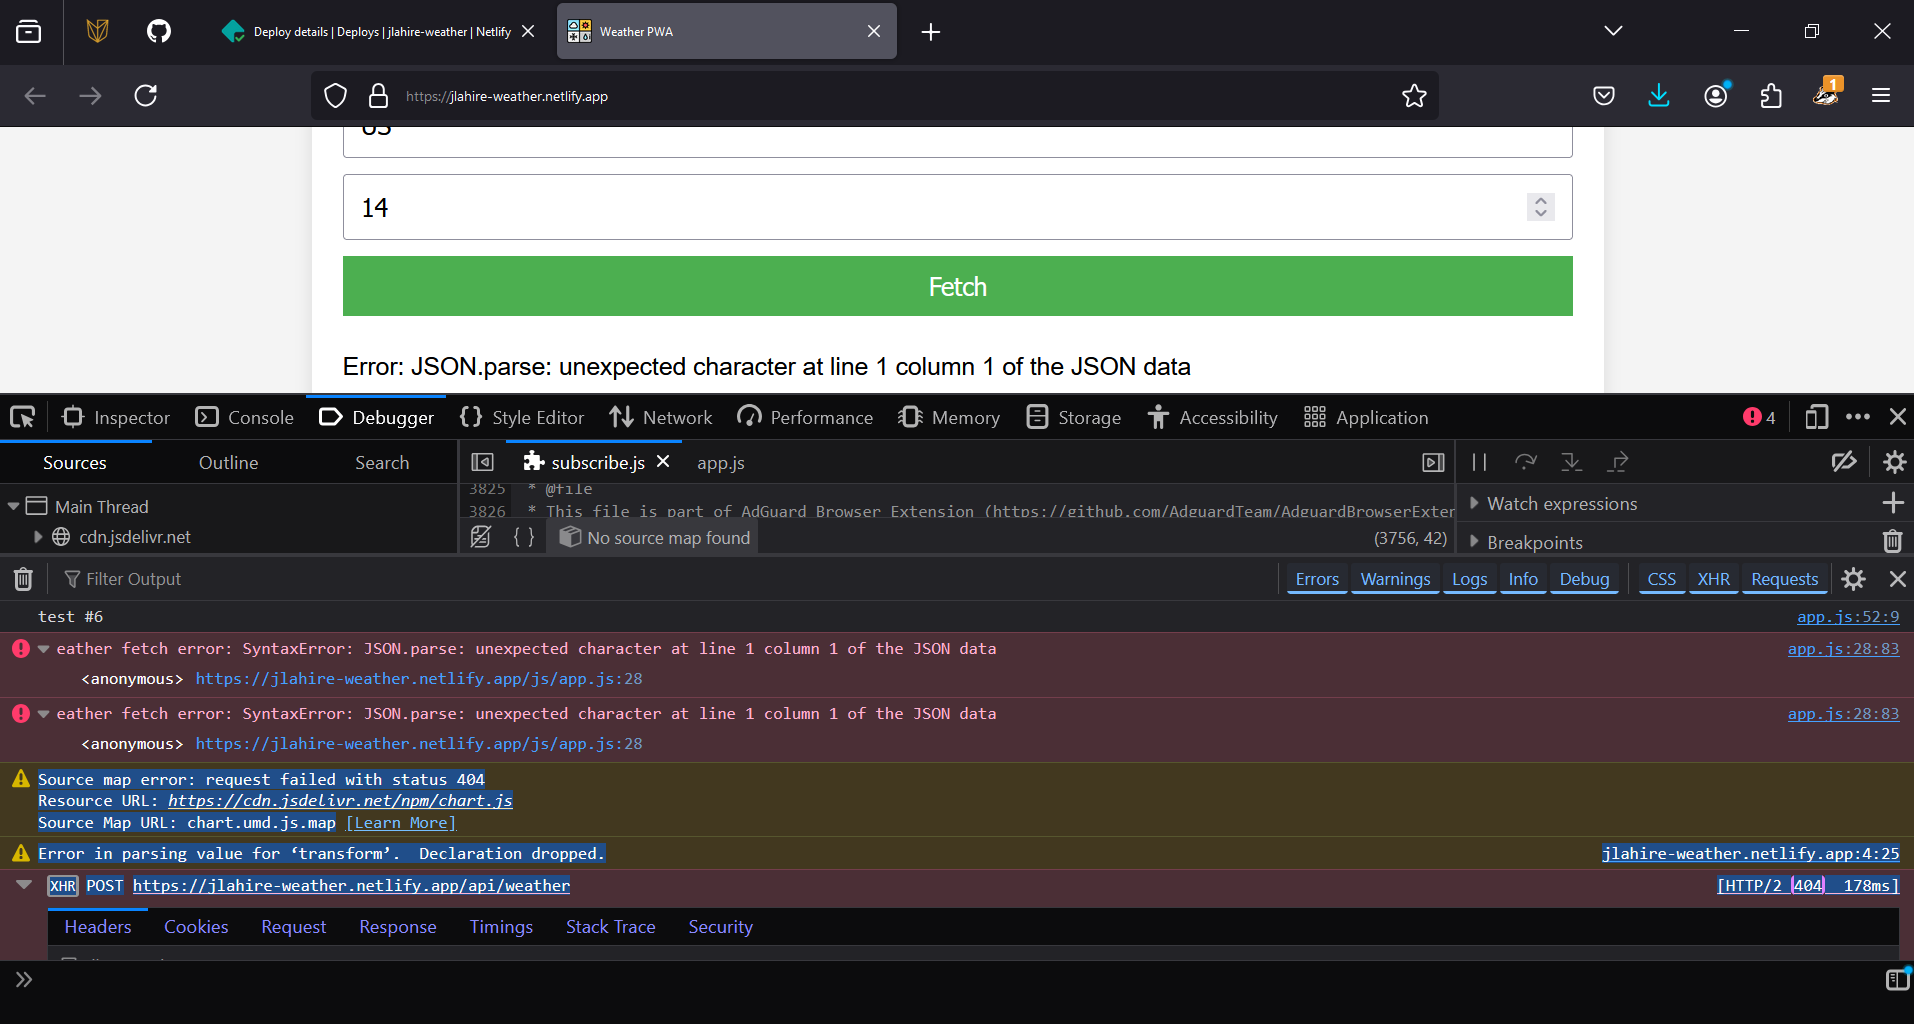 Deploy details | Deploys | jlahire-weather | Netlify
Weather PWA
https://jlahire-weather.netlify.app
1
14
Fetch
Error: JSON.parse: unexpected character at line 1 column 1 of the JSON data
Inspector Console Debugger {} Style Editor Network Performance Memory Storage Accessibility Application 4
Sources Outline Search
subscribe.js app.js
Main Thread
cdn.jsdelivr.net
3825 * @file
3826 * This file is part of AdGuard Browser Extension (https://github.com/AdguardTeam/AdguardBrowserExter
{ } No source map found (3756, 42)
Watch expressions
Breakpoints
Filter Output
Errors Warnings Logs Info Debug CSS XHR Requests
test #6 app.js:52:9
eather fetch error: SyntaxError: JSON.parse: unexpected character at line 1 column 1 of the JSON data app.js:28:83
<anonymous> https://jlahire-weather.netlify.app/js/app.js:28
eather fetch error: SyntaxError: JSON.parse: unexpected character at line 1 column 1 of the JSON data app.js:28:83
<anonymous> https://jlahire-weather.netlify.app/js/app.js:28
Source map error: request failed with status 404
Resource URL: https://cdn.jsdelivr.net/npm/chart.js
Source Map URL: chart.umd.js.map [Learn More]
Error in parsing value for ‘transform’.  Declaration dropped. jlahire-weather.netlify.app:4:25
XHR POST https://jlahire-weather.netlify.app/api/weather [HTTP/2 404 178ms]
Headers Cookies Request Response Timings Stack Trace Security